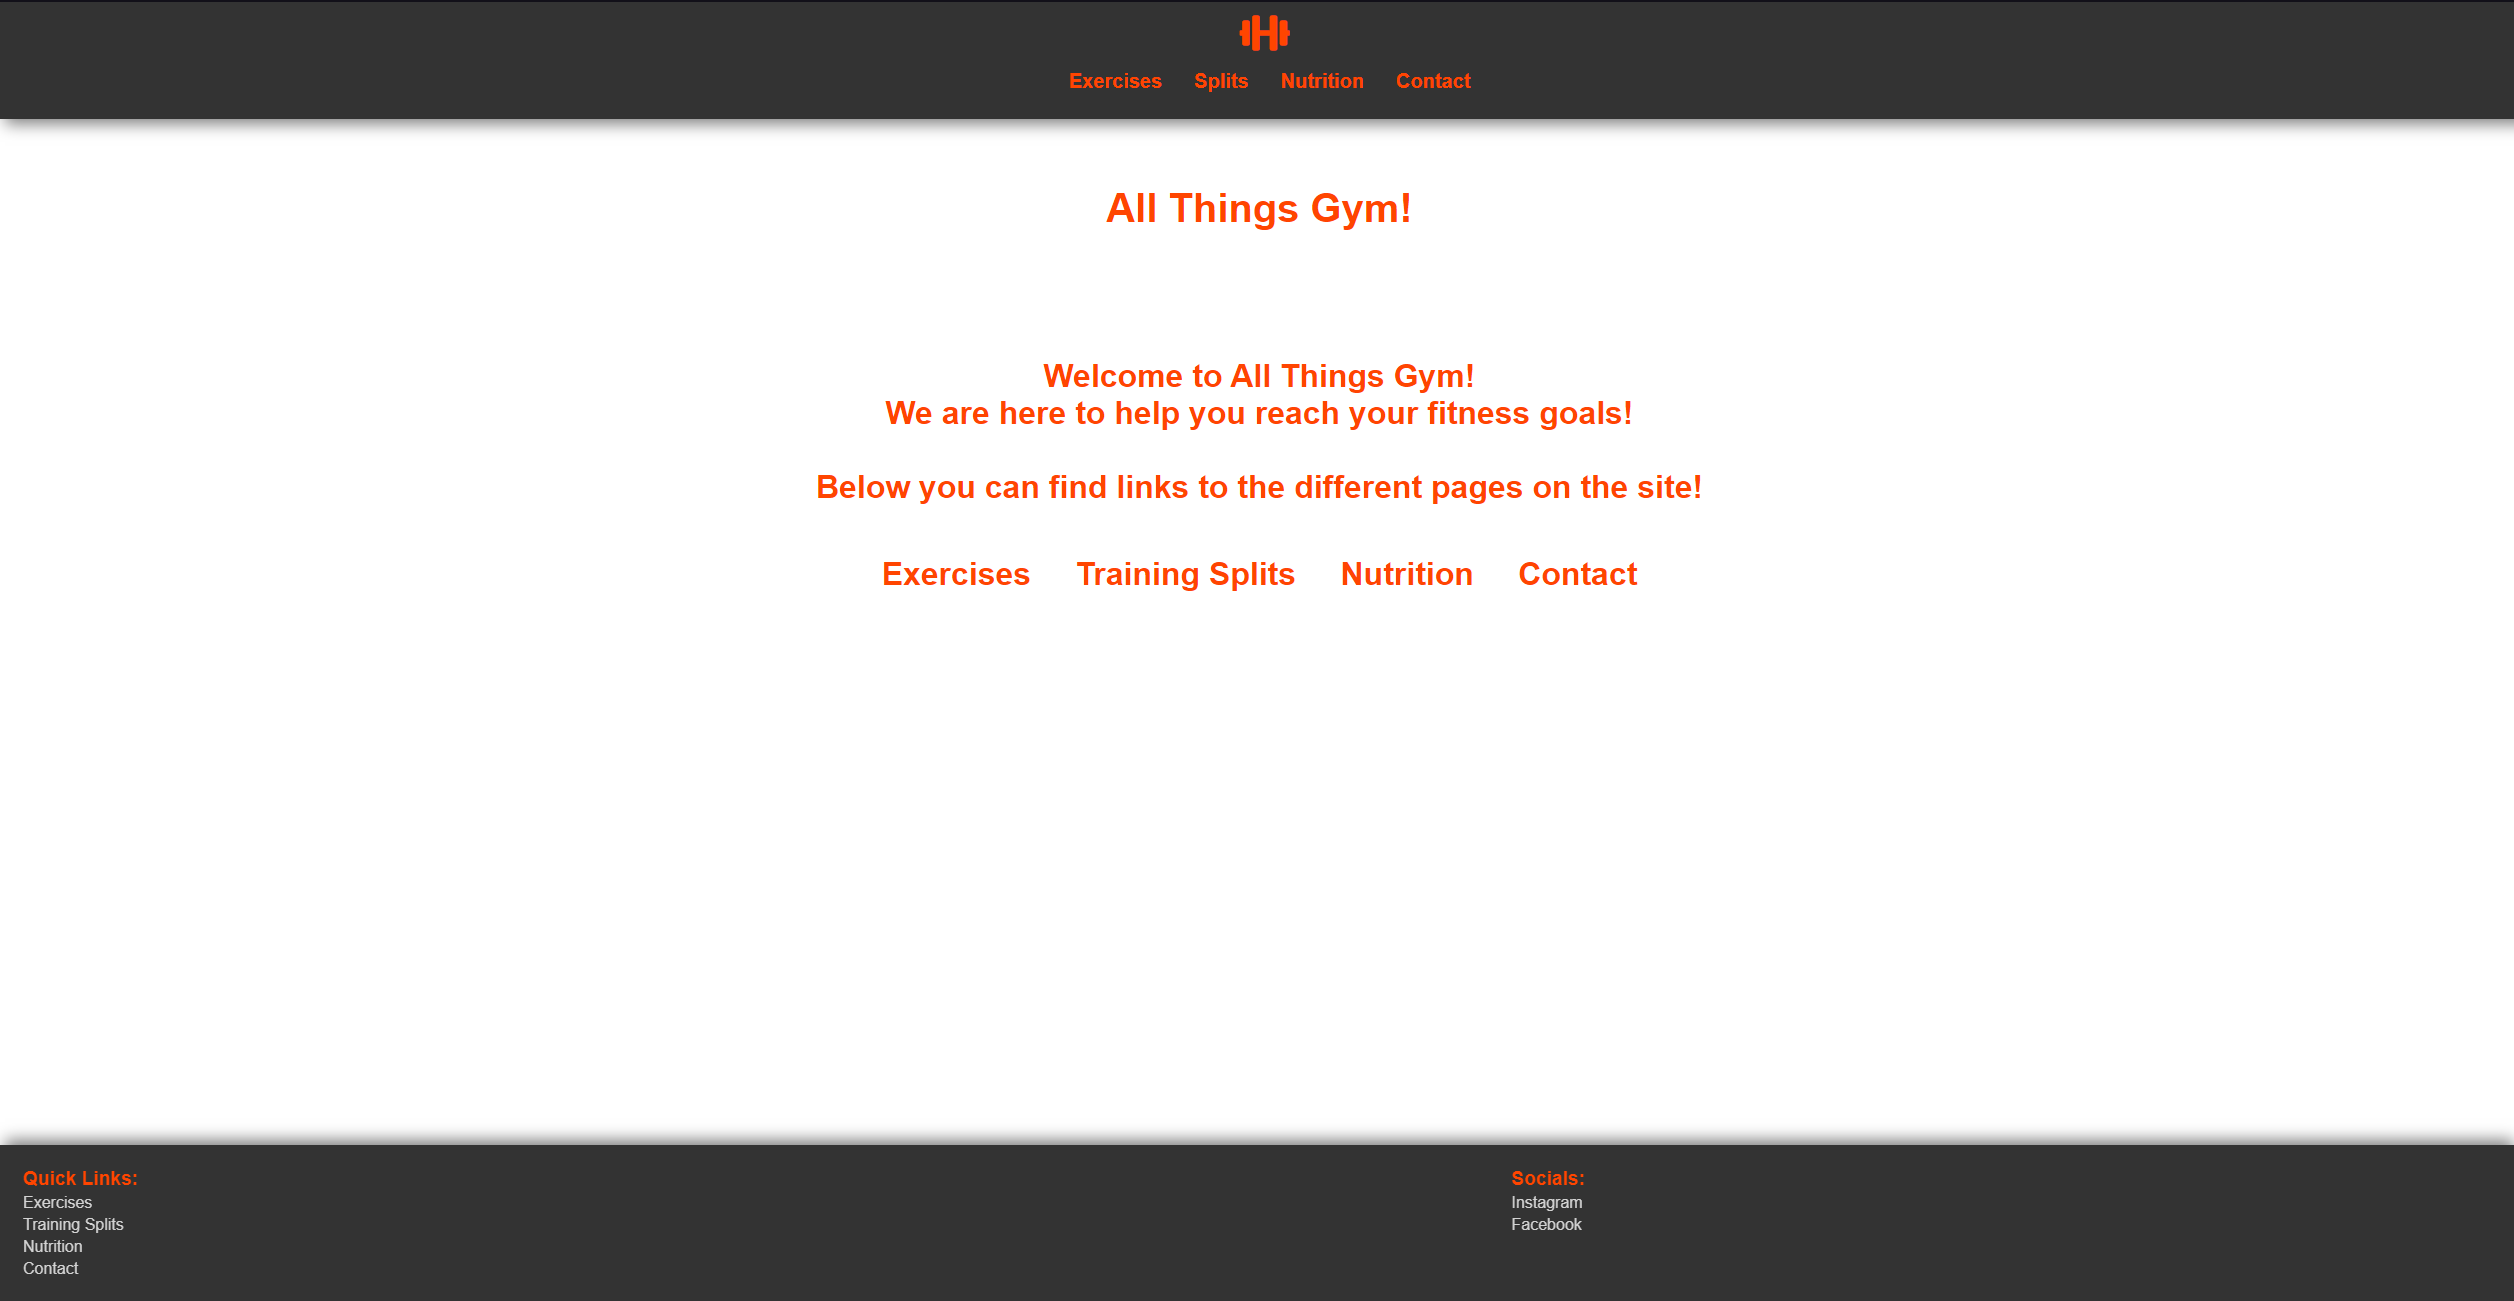 Exercises Splits Nutrition Contact
All Things Gym!
Welcome to All Things Gym!
We are here to help you reach your fitness goals!
Below you can find links to the different pages on the site!
Exercises Training Splits Nutrition Contact
Quick Links:
Exercises
Training Splits
Nutrition
Contact
Socials:
Instagram
Facebook